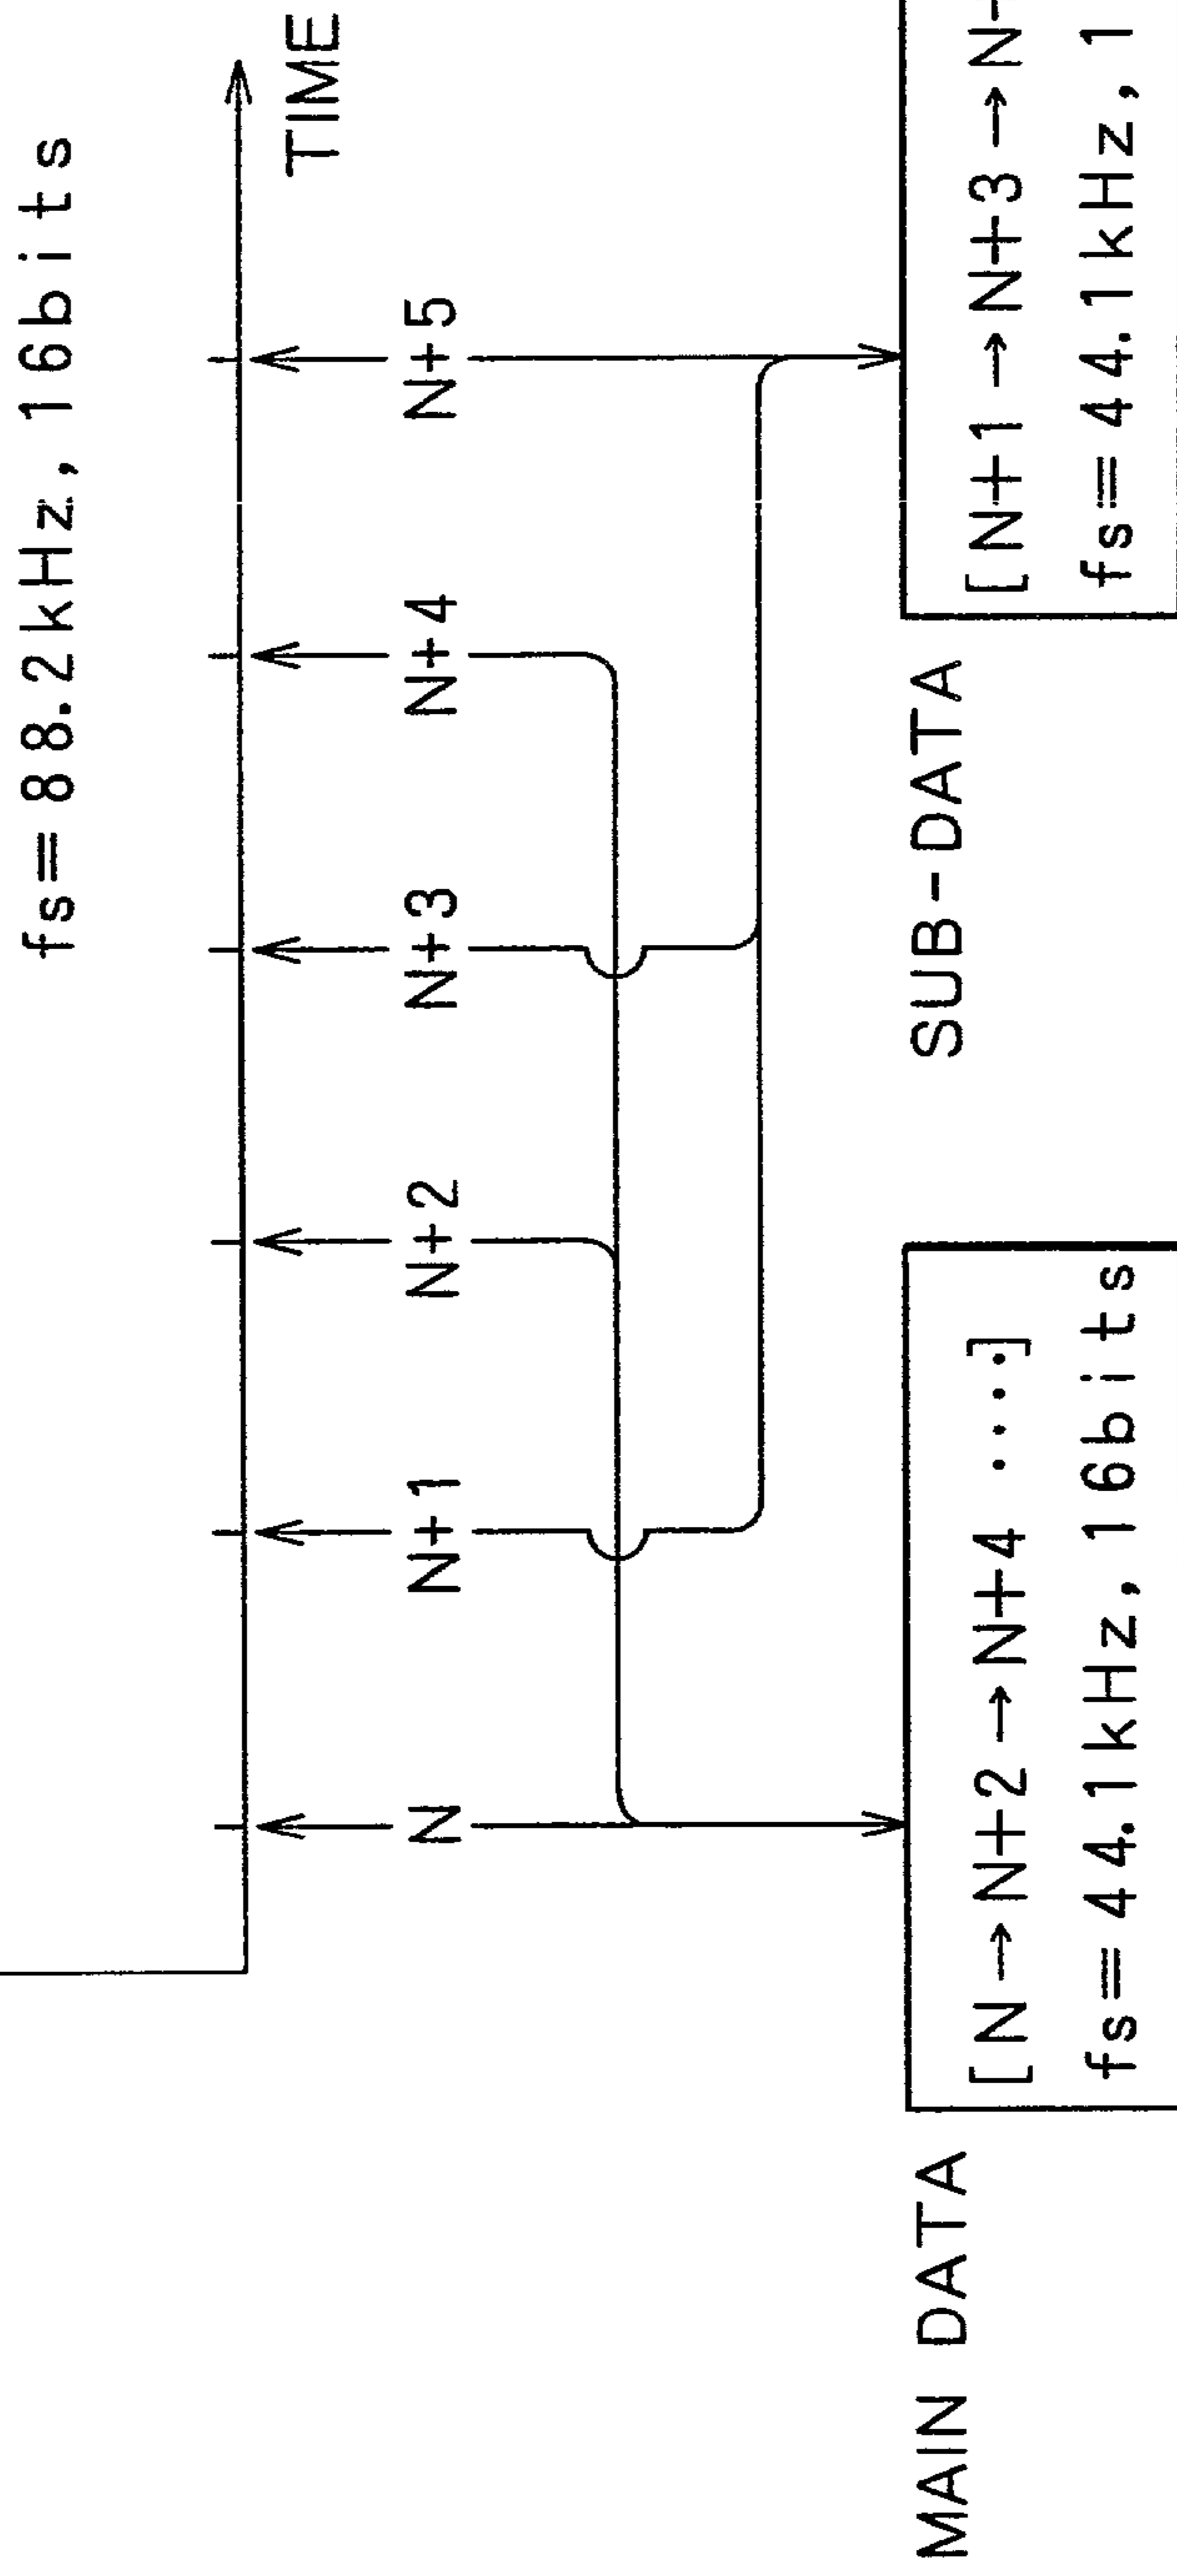 fs=88.2kHz, 16bits
TIME
N N+1 N+2 N+3 N+4 N+5
MAIN DATA
[N→N+2→N+4 ····]
fs=44.1kHz, 16bits
SUB-DATA
[N+1→N+3→N+
fs=44.1kHz, 1